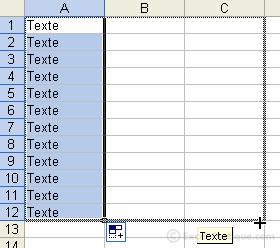 A B C
1 Texte
2 Texte
3 Texte
4 Texte
5 Texte
6 Texte
7 Texte
8 Texte
9 Texte
10 Texte
11 Texte
12 Texte
13
Texte
14